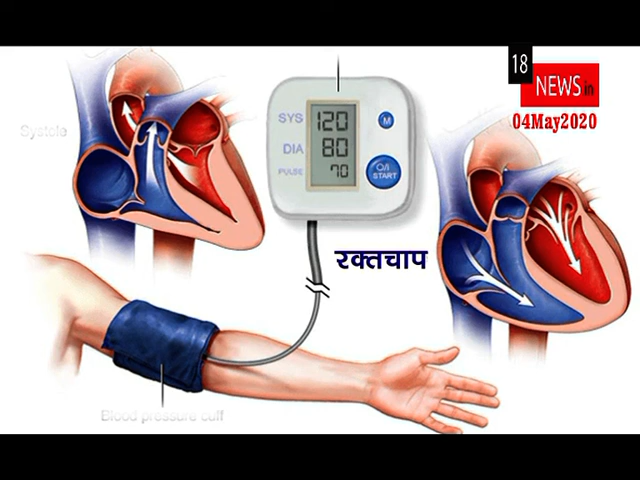 18
NEWS in
04May2020
Systole
SYS 120
DIA 80
PULSE 70
M
O/I
START
रक्तचाप
Blood pressure cuff